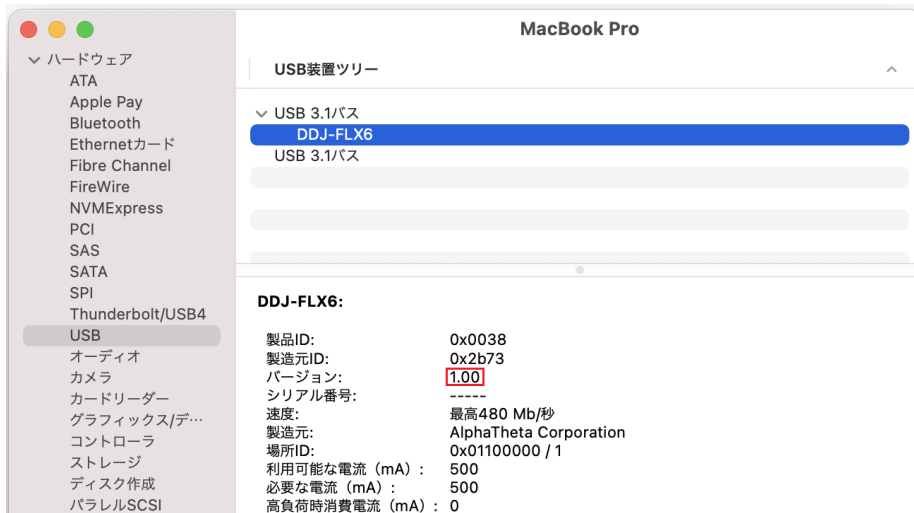 MacBook Pro
ハードウェア
ATA
Apple Pay
Bluetooth
Ethernetカード
Fibre Channel
FireWire
NVMExpress
PCI
SAS
SATA
SPI
Thunderbolt/USB4
USB
オーディオ
カメラ
カードリーダー
グラフィックス/デ…
コントローラ
ストレージ
ディスク作成
パラレルSCSI
USB装置ツリー
USB 3.1バス
DDJ-FLX6
USB 3.1バス
DDJ-FLX6:
製品ID: 0x0038
製造元ID: 0x2b73
バージョン: 1.00
シリアル番号: -----
速度: 最高480 Mb/秒
製造元: AlphaTheta Corporation
場所ID: 0x01100000 / 1
利用可能な電流（mA）: 500
必要な電流（mA）: 500
高負荷時消費電流（mA）: 0